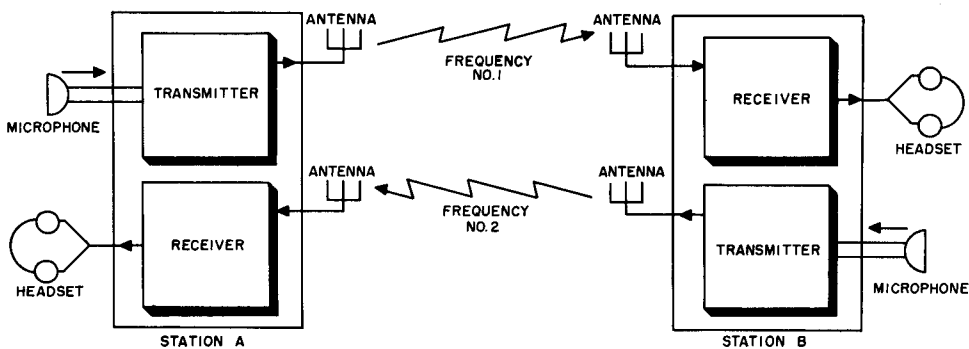 ANTENNA
ANTENNA
TRANSMITTER
FREQUENCY
NO.1
RECEIVER
MICROPHONE
HEADSET
ANTENNA
ANTENNA
FREQUENCY
NO.2
RECEIVER
TRANSMITTER
HEADSET
MICROPHONE
STATION A
STATION B